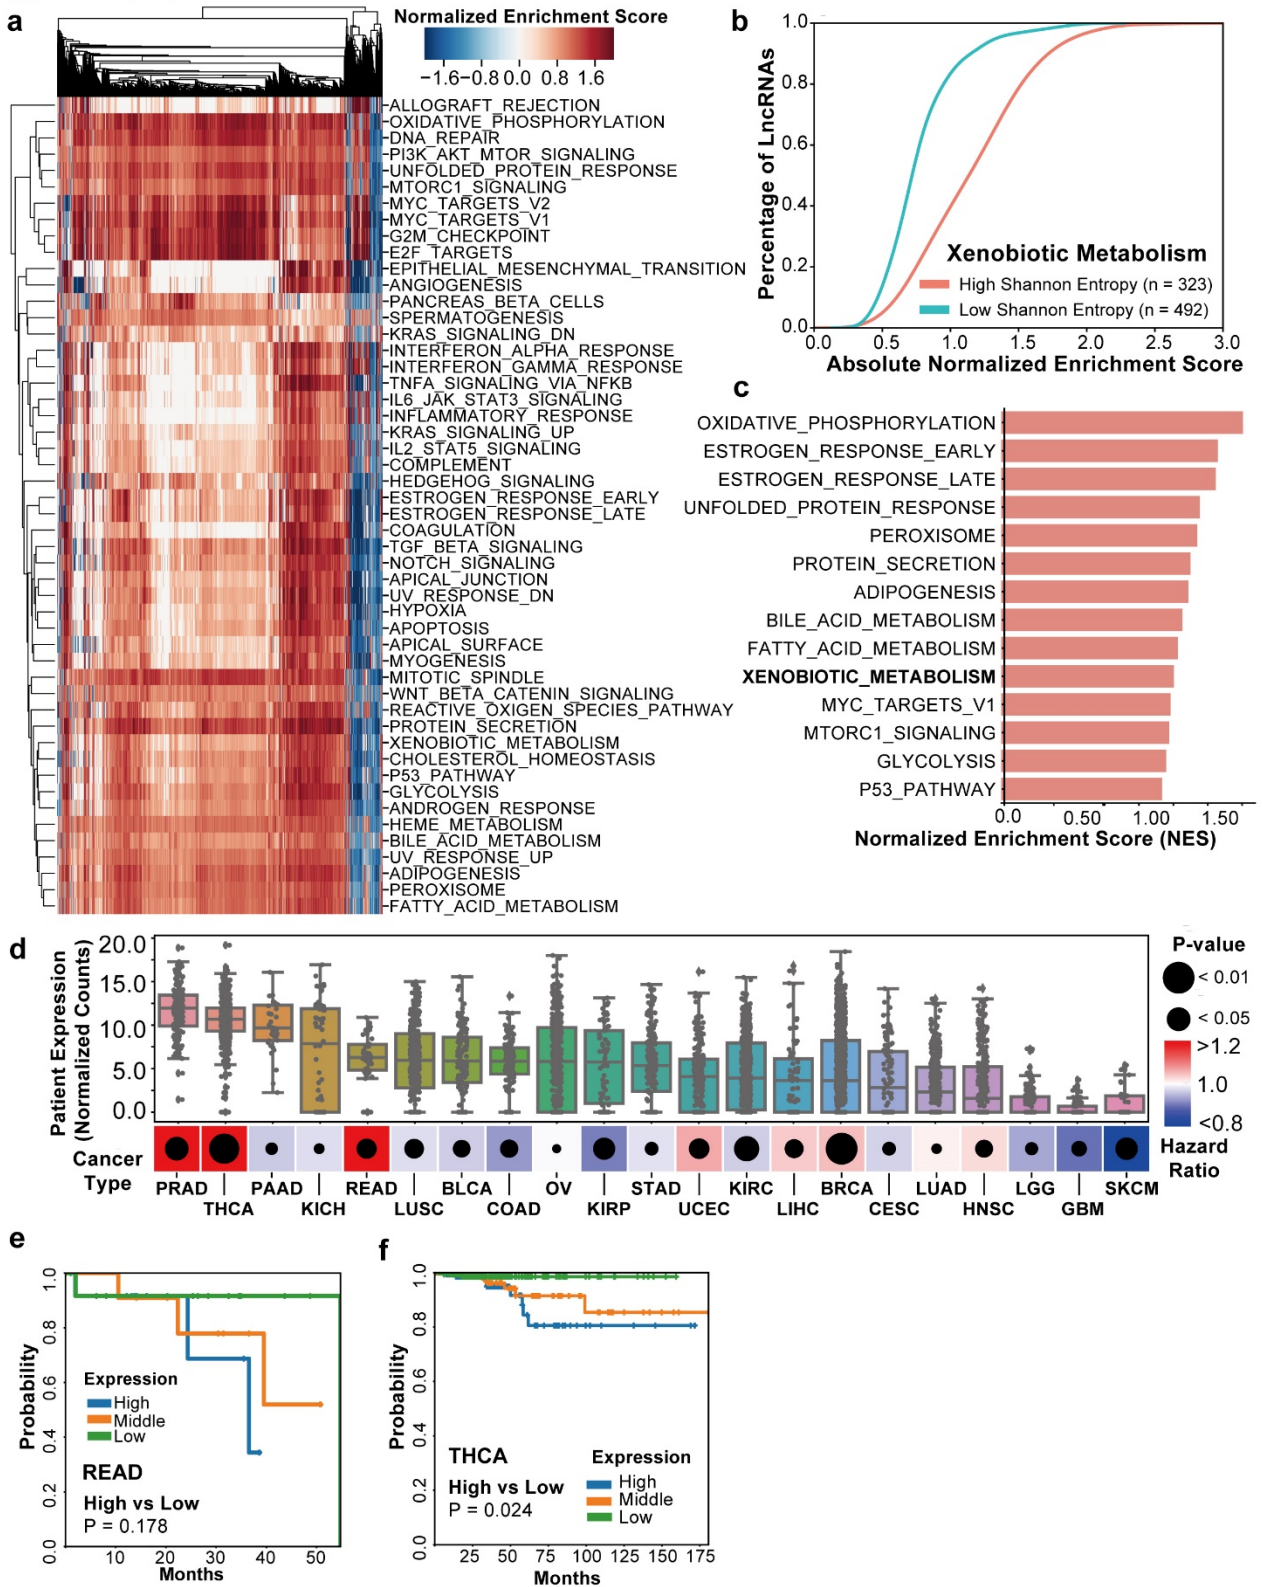 a
Normalized Enrichment Score
−1.6 −0.8 0.0 0.8 1.6
ALLOGRAFT_REJECTION
OXIDATIVE_PHOSPHORYLATION
DNA_REPAIR
PI3K_AKT_MTOR_SIGNALING
UNFOLDED_PROTEIN_RESPONSE
MTORC1_SIGNALING
MYC_TARGETS_V2
MYC_TARGETS_V1
G2M_CHECKPOINT
E2F_TARGETS
EPITHELIAL_MESENCHYMAL_TRANSITION
ANGIOGENESIS
PANCREAS_BETA_CELLS
SPERMATOGENESIS
KRAS_SIGNALING_DN
INTERFERON_ALPHA_RESPONSE
INTERFERON_GAMMA_RESPONSE
TNFA_SIGNALING_VIA_NFKB
IL6_JAK_STAT3_SIGNALING
INFLAMMATORY_RESPONSE
KRAS_SIGNALING_UP
IL2_STAT5_SIGNALING
COMPLEMENT
HEDGEHOG_SIGNALING
ESTROGEN_RESPONSE_EARLY
ESTROGEN_RESPONSE_LATE
COAGULATION
TGF_BETA_SIGNALING
NOTCH_SIGNALING
APICAL_JUNCTION
UV_RESPONSE_DN
HYPOXIA
APOPTOSIS
APICAL_SURFACE
MYOGENESIS
MITOTIC_SPINDLE
WNT_BETA_CATENIN_SIGNALING
REACTIVE_OXIGEN_SPECIES_PATHWAY
PROTEIN_SECRETION
XENOBIOTIC_METABOLISM
CHOLESTEROL_HOMEOSTASIS
P53_PATHWAY
GLYCOLYSIS
ANDROGEN_RESPONSE
HEME_METABOLISM
BILE_ACID_METABOLISM
UV_RESPONSE_UP
ADIPOGENESIS
PEROXISOME
FATTY_ACID_METABOLISM
b
Percentage of LncRNAs
1.0
0.8
0.6
0.4
0.2
0.0
Xenobiotic Metabolism
High Shannon Entropy (n = 323)
Low Shannon Entropy (n = 492)
0.0 0.5 1.0 1.5 2.0 2.5 3.0
Absolute Normalized Enrichment Score
c
OXIDATIVE_PHOSPHORYLATION
ESTROGEN_RESPONSE_EARLY
ESTROGEN_RESPONSE_LATE
UNFOLDED_PROTEIN_RESPONSE
PEROXISOME
PROTEIN_SECRETION
ADIPOGENESIS
BILE_ACID_METABOLISM
FATTY_ACID_METABOLISM
XENOBIOTIC_METABOLISM
MYC_TARGETS_V1
MTORC1_SIGNALING
GLYCOLYSIS
P53_PATHWAY
0.0 0.50 1.00 1.50
Normalized Enrichment Score (NES)
d
Patient Expression
(Normalized Counts)
20.0
15.0
10.0
5.0
0.0
P-value
< 0.01
< 0.05
>1.2
1.0
<0.8
Hazard
Ratio
Cancer
Type
PRAD PAAD READ BLCA OV STAD KIRC BRCA LUAD LGG SKCM
THCA KICH LUSC COAD KIRP UCEC LIHC CESC HNSC GBM
e
Probability
1.0
0.8
0.6
0.4
0.2
0.0
Expression
High
Middle
Low
READ
High vs Low
P = 0.178
10 20 30 40 50
Months
f
Probability
1.0
0.8
0.6
0.4
0.2
0.0
THCA
High vs Low
P = 0.024
Expression
High
Middle
Low
25 50 75 100 125 150 175
Months